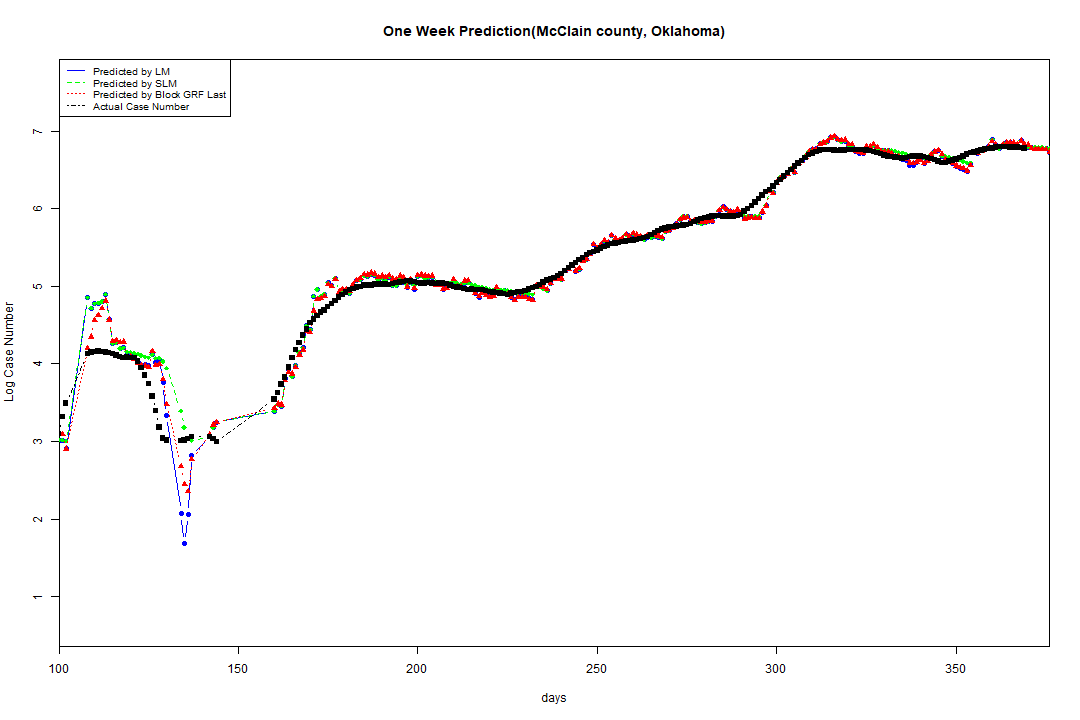 One Week Prediction(McClain county, Oklahoma)
Predicted by LM
Predicted by SLM
Predicted by Block GRF Last
Actual Case Number
7
6
5
4
3
2
1
Log Case Number
100 150 200 250 300 350
days